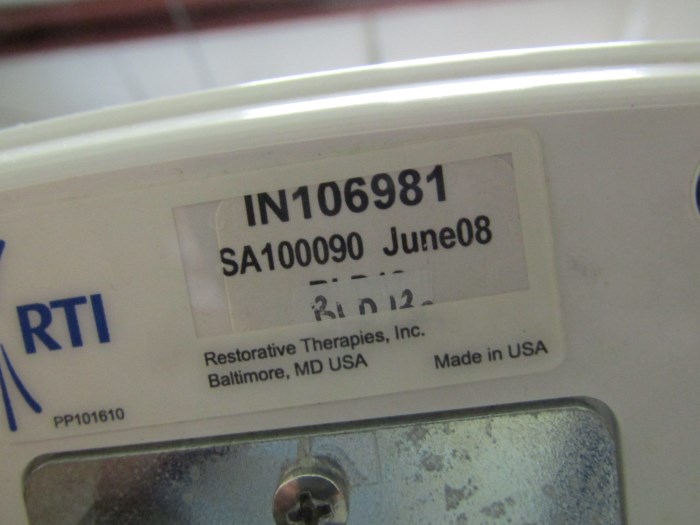 IN106981
SA100090 June08
RTI
Restorative Therapies, Inc.
Baltimore, MD USA
Made in USA
PP101610